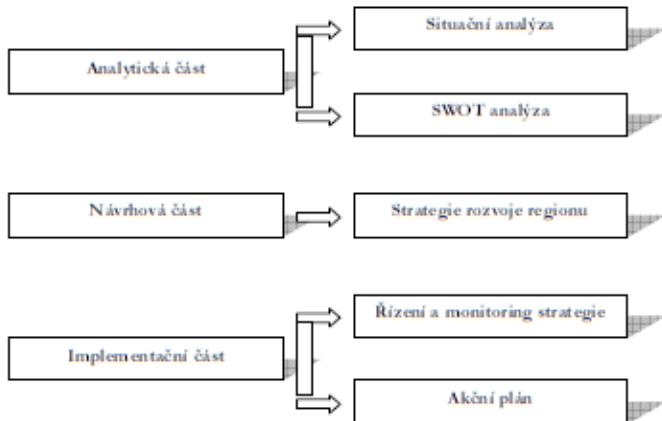 Situační analýza
Analytická část
SWOT analýza
Návrhová část
Strategie rozvoje regionu
Řízení a monitoring strategie
Implementační část
Akční plán